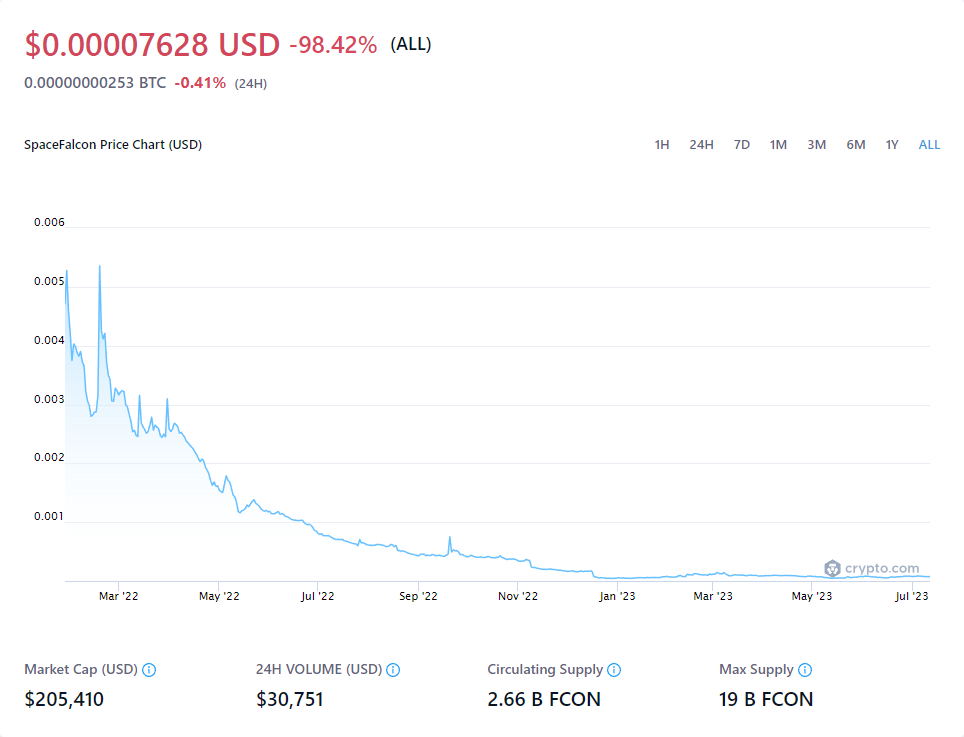 $0.00007628 USD -98.42% (ALL)
0.00000000253 BTC -0.41% (24H)
SpaceFalcon Price Chart (USD) 1H 24H 7D 1M 3M 6M 1Y ALL
0.006
0.005
0.004
0.003
0.002
0.001
crypto.com
Mar '22 May '22 Jul '22 Sep '22 Nov '22 Jan '23 Mar '23 May '23 Jul '23
Market Cap (USD) 24H VOLUME (USD) Circulating Supply Max Supply
$205,410 $30,751 2.66 B FCON 19 B FCON